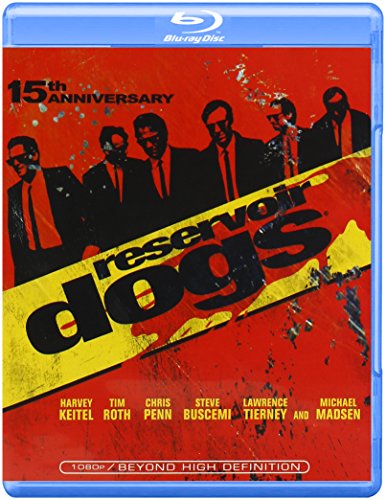 Blu-ray Disc
15th
ANNIVERSARY
reservoir
dogs
HARVEY KEITEL TIM ROTH CHRIS PENN STEVE BUSCEMI LAWRENCE TIERNEY AND MICHAEL MADSEN
1080p / BEYOND HIGH DEFINITION